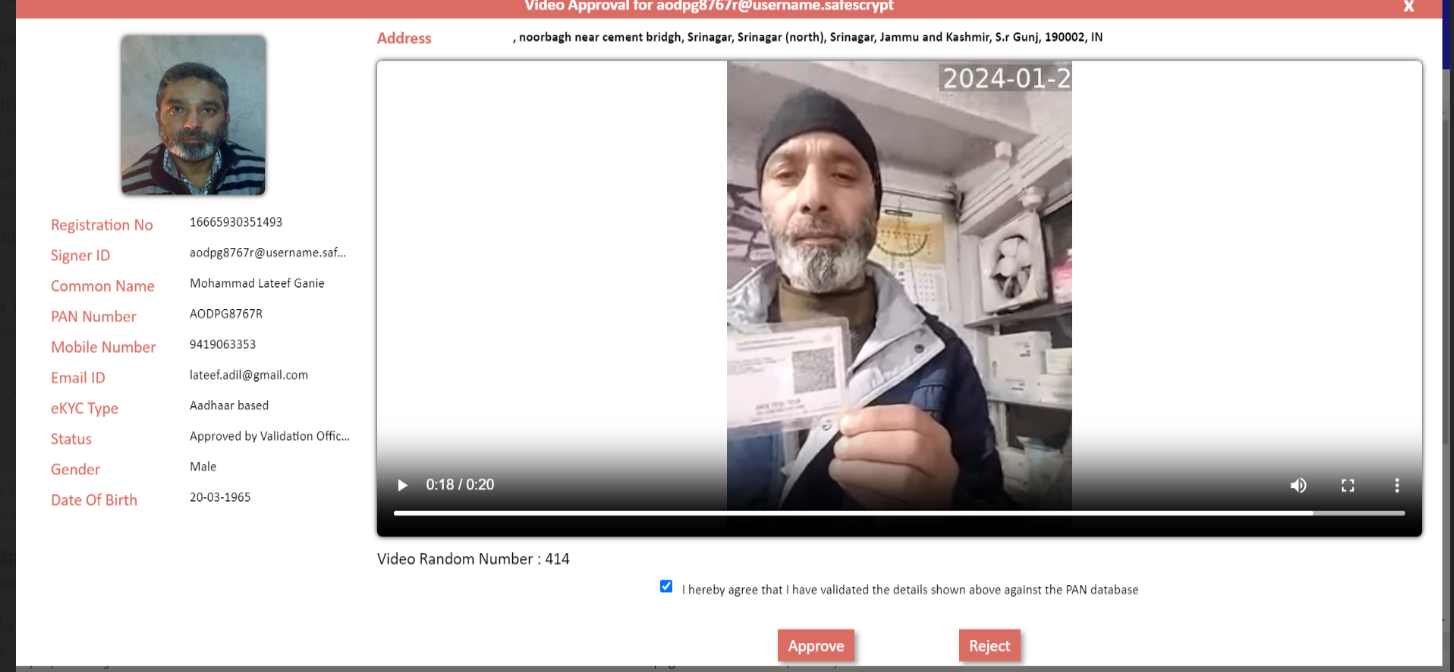 Video Approval for aodpg8767r@username.safescrypt
X
Address
, noorbagh near cement bridgh, Srinagar, Srinagar (north), Srinagar, Jammu and Kashmir, S.r Gunj, 190002, IN
2024-01-2
Registration No 16665930351493
Signer ID aodpg8767r@username.saf...
Common Name Mohammad Lateef Ganie
PAN Number AODPG8767R
Mobile Number 9419063353
Email ID lateef.adil@gmail.com
eKYC Type Aadhaar based
Status Approved by Validation Offic...
Gender Male
Date Of Birth 20-03-1965
0:18 / 0:20
Video Random Number : 414
I hereby agree that I have validated the details shown above against the PAN database
Approve
Reject